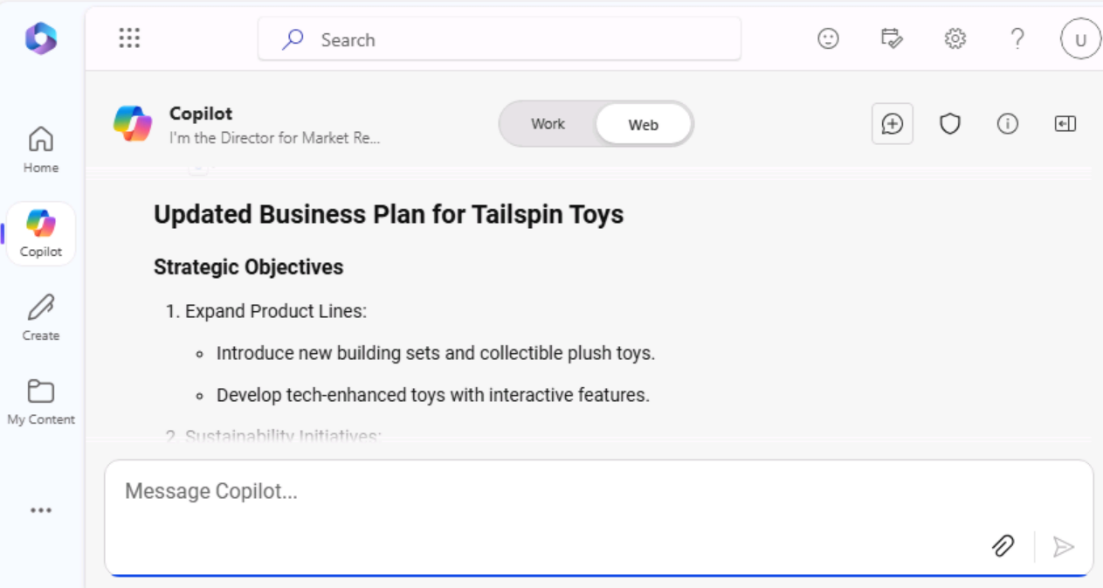 Search
U
Copilot
I'm the Director for Market Re...
Work
Web
Home
Copilot
Create
My Content
Updated Business Plan for Tailspin Toys
Strategic Objectives
1. Expand Product Lines:
Introduce new building sets and collectible plush toys.
Develop tech-enhanced toys with interactive features.
2. Sustainability Initiatives:
Message Copilot...